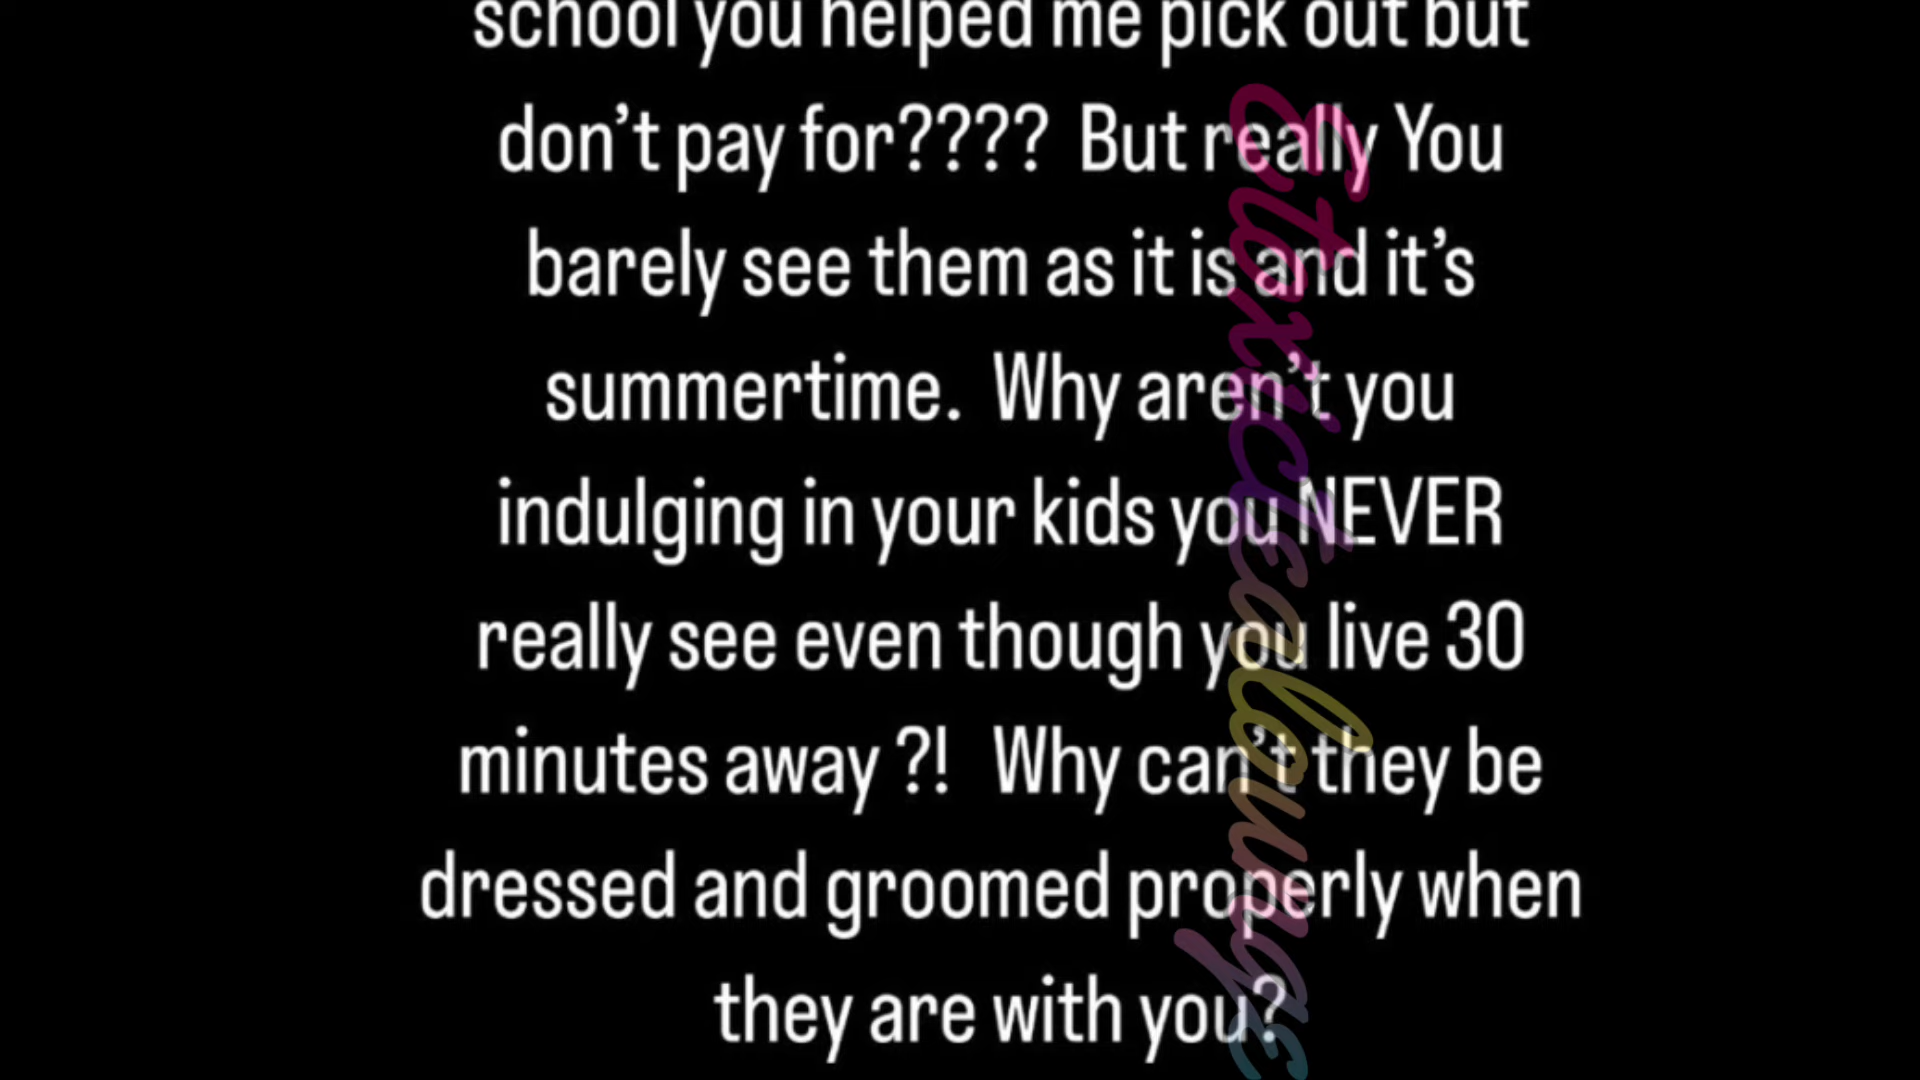 school you helped me pick out but
don’t pay for???? But really You
barely see them as it is and it’s
summertime. Why aren’t you
indulging in your kids you NEVER
really see even though you live 30
minutes away ?! Why can’t they be
dressed and groomed properly when
they are with you?
Etoxictealounge